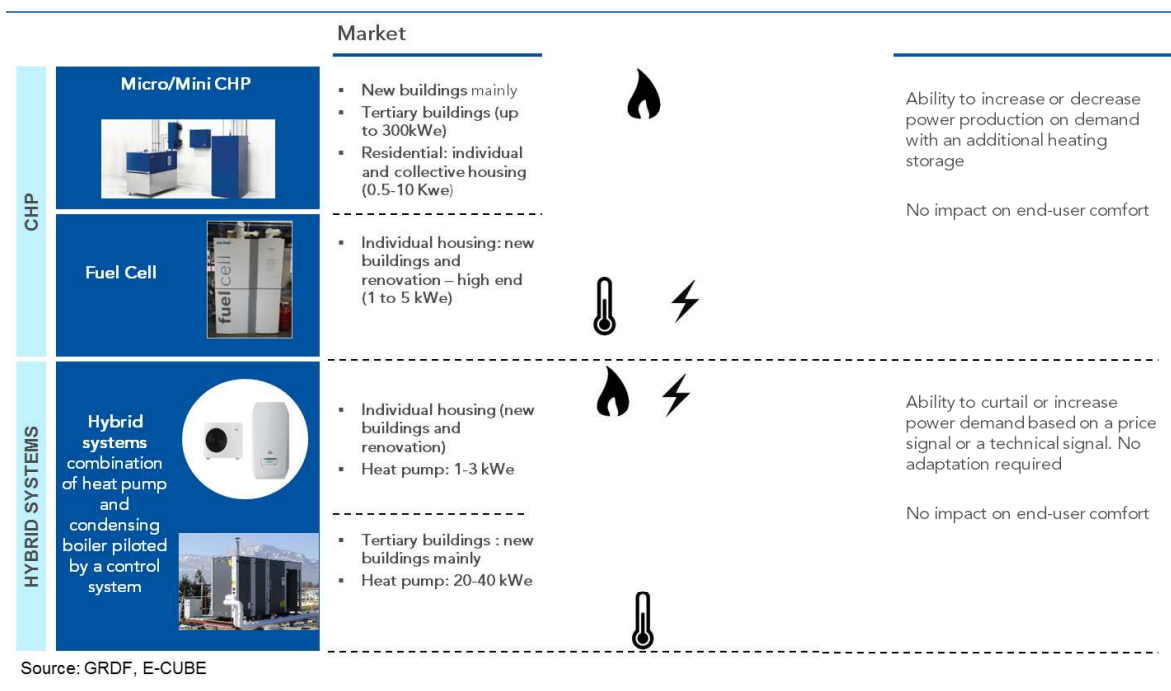 Market
CHP
Micro/Mini CHP
▪ New buildings mainly
▪ Tertiary buildings (up
to 300kWe)
▪ Residential: individual
and collective housing
(0.5-10 Kwe)
Ability to increase or decrease
power production on demand
with an additional heating
storage
No impact on end-user comfort
Fuel Cell
fuel cell
▪ Individual housing: new
buildings and
renovation – high end
(1 to 5 kWe)
HYBRID SYSTEMS
Hybrid
systems
combination
of heat pump
and
condensing
boiler piloted
by a control
system
▪ Individual housing (new
buildings and
renovation)
▪ Heat pump: 1-3 kWe
▪ Tertiary buildings : new
buildings mainly
▪ Heat pump: 20-40 kWe
Ability to curtail or increase
power demand based on a price
signal or a technical signal. No
adaptation required
No impact on end-user comfort
Source: GRDF, E-CUBE